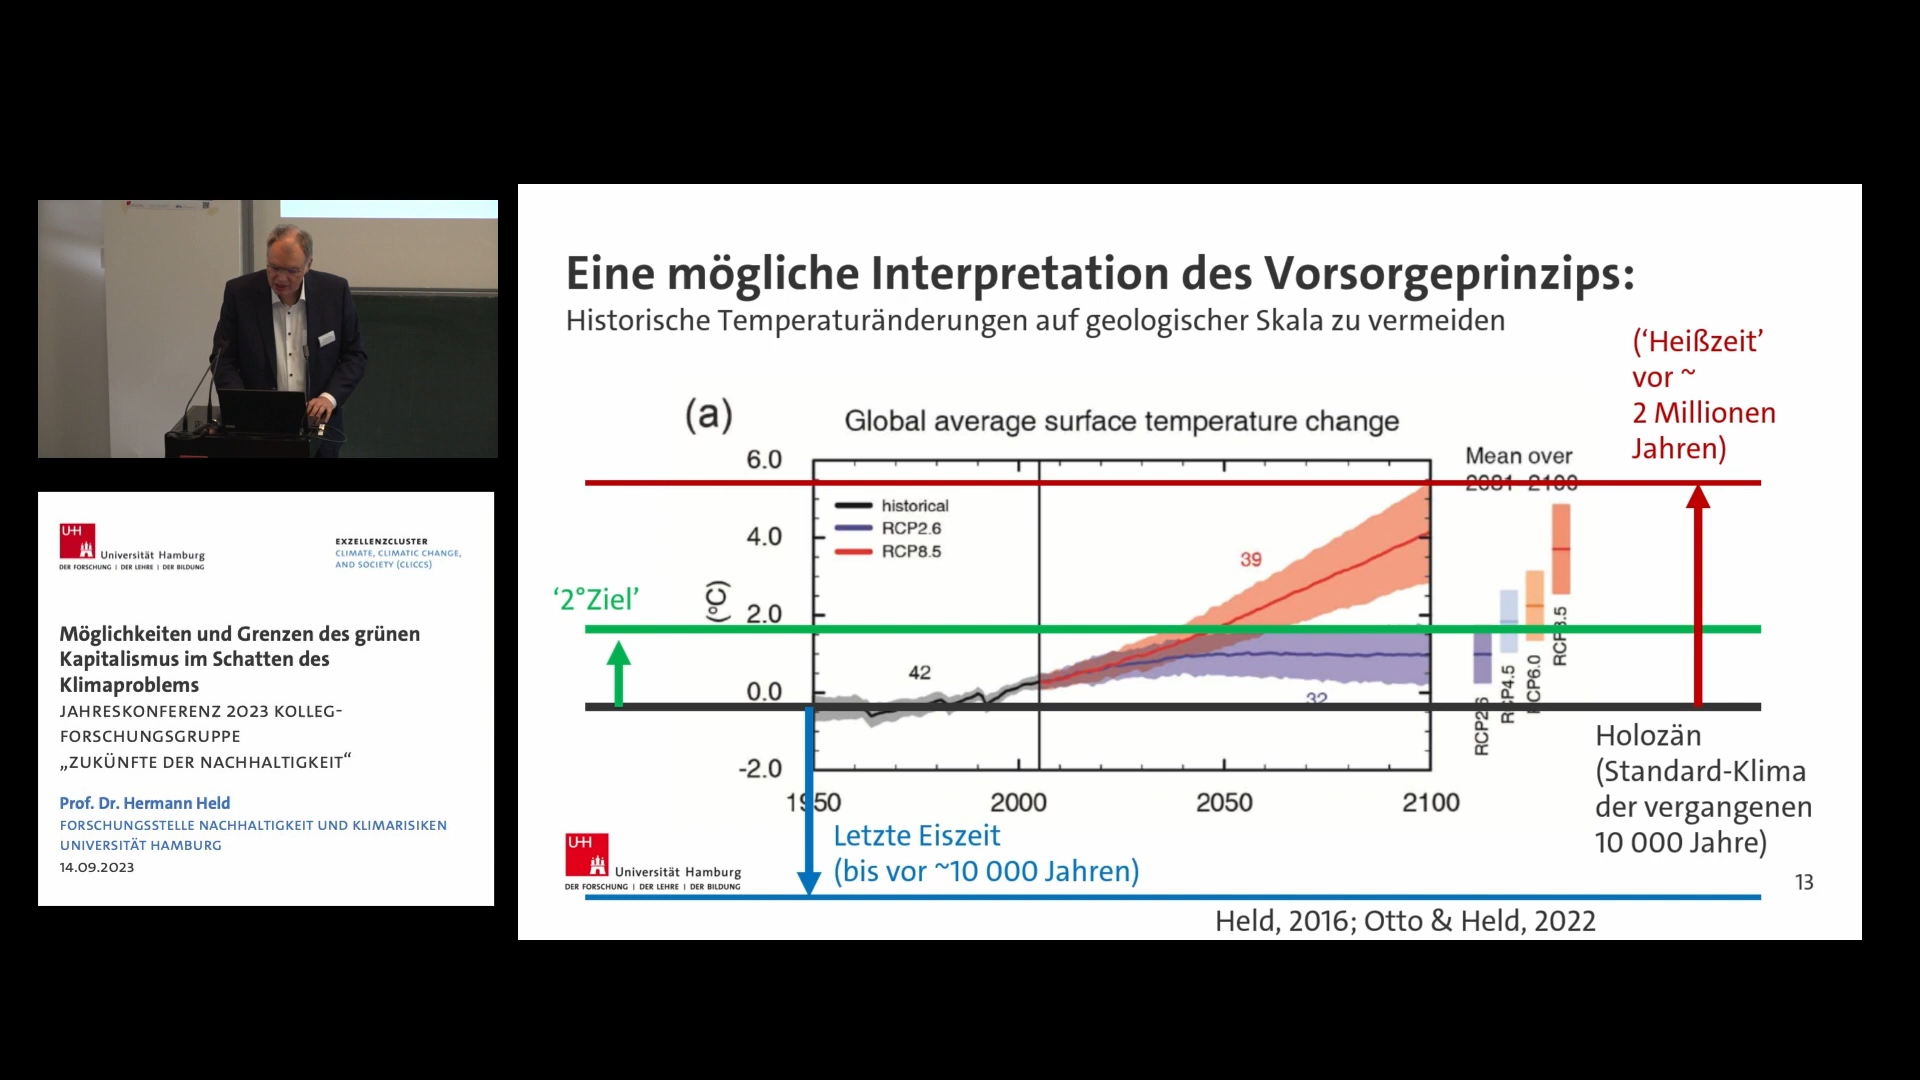 UH
Universität Hamburg
DER FORSCHUNG | DER LEHRE | DER BILDUNG
EXZELLENZCLUSTER
CLIMATE, CLIMATIC CHANGE,
AND SOCIETY (CLICCS)
Möglichkeiten und Grenzen des grünen
Kapitalismus im Schatten des
Klimaproblems
JAHRESKONFERENZ 2023 KOLLEG-
FORSCHUNGSGRUPPE
„ZUKÜNFTE DER NACHHALTIGKEIT“
Prof. Dr. Hermann Held
FORSCHUNGSSTELLE NACHHALTIGKEIT UND KLIMARISIKEN
UNIVERSITÄT HAMBURG
14.09.2023
Eine mögliche Interpretation des Vorsorgeprinzips:
Historische Temperaturänderungen auf geologischer Skala zu vermeiden
(‘Heißzeit’
vor ~
2 Millionen
Jahren)
(a)
Global average surface temperature change
Mean over
2081–2100
6.0
4.0
2.0
0.0
-2.0
(°C)
historical
RCP2.6
RCP8.5
39
42
32
‘2°Ziel’
RCP2.6
RCP4.5
RCP6.0
RCP8.5
1950
2000
2050
2100
Holozän
(Standard-Klima
der vergangenen
10 000 Jahre)
Letzte Eiszeit
(bis vor ~10 000 Jahren)
UH
Universität Hamburg
DER FORSCHUNG | DER LEHRE | DER BILDUNG
13
Held, 2016; Otto & Held, 2022